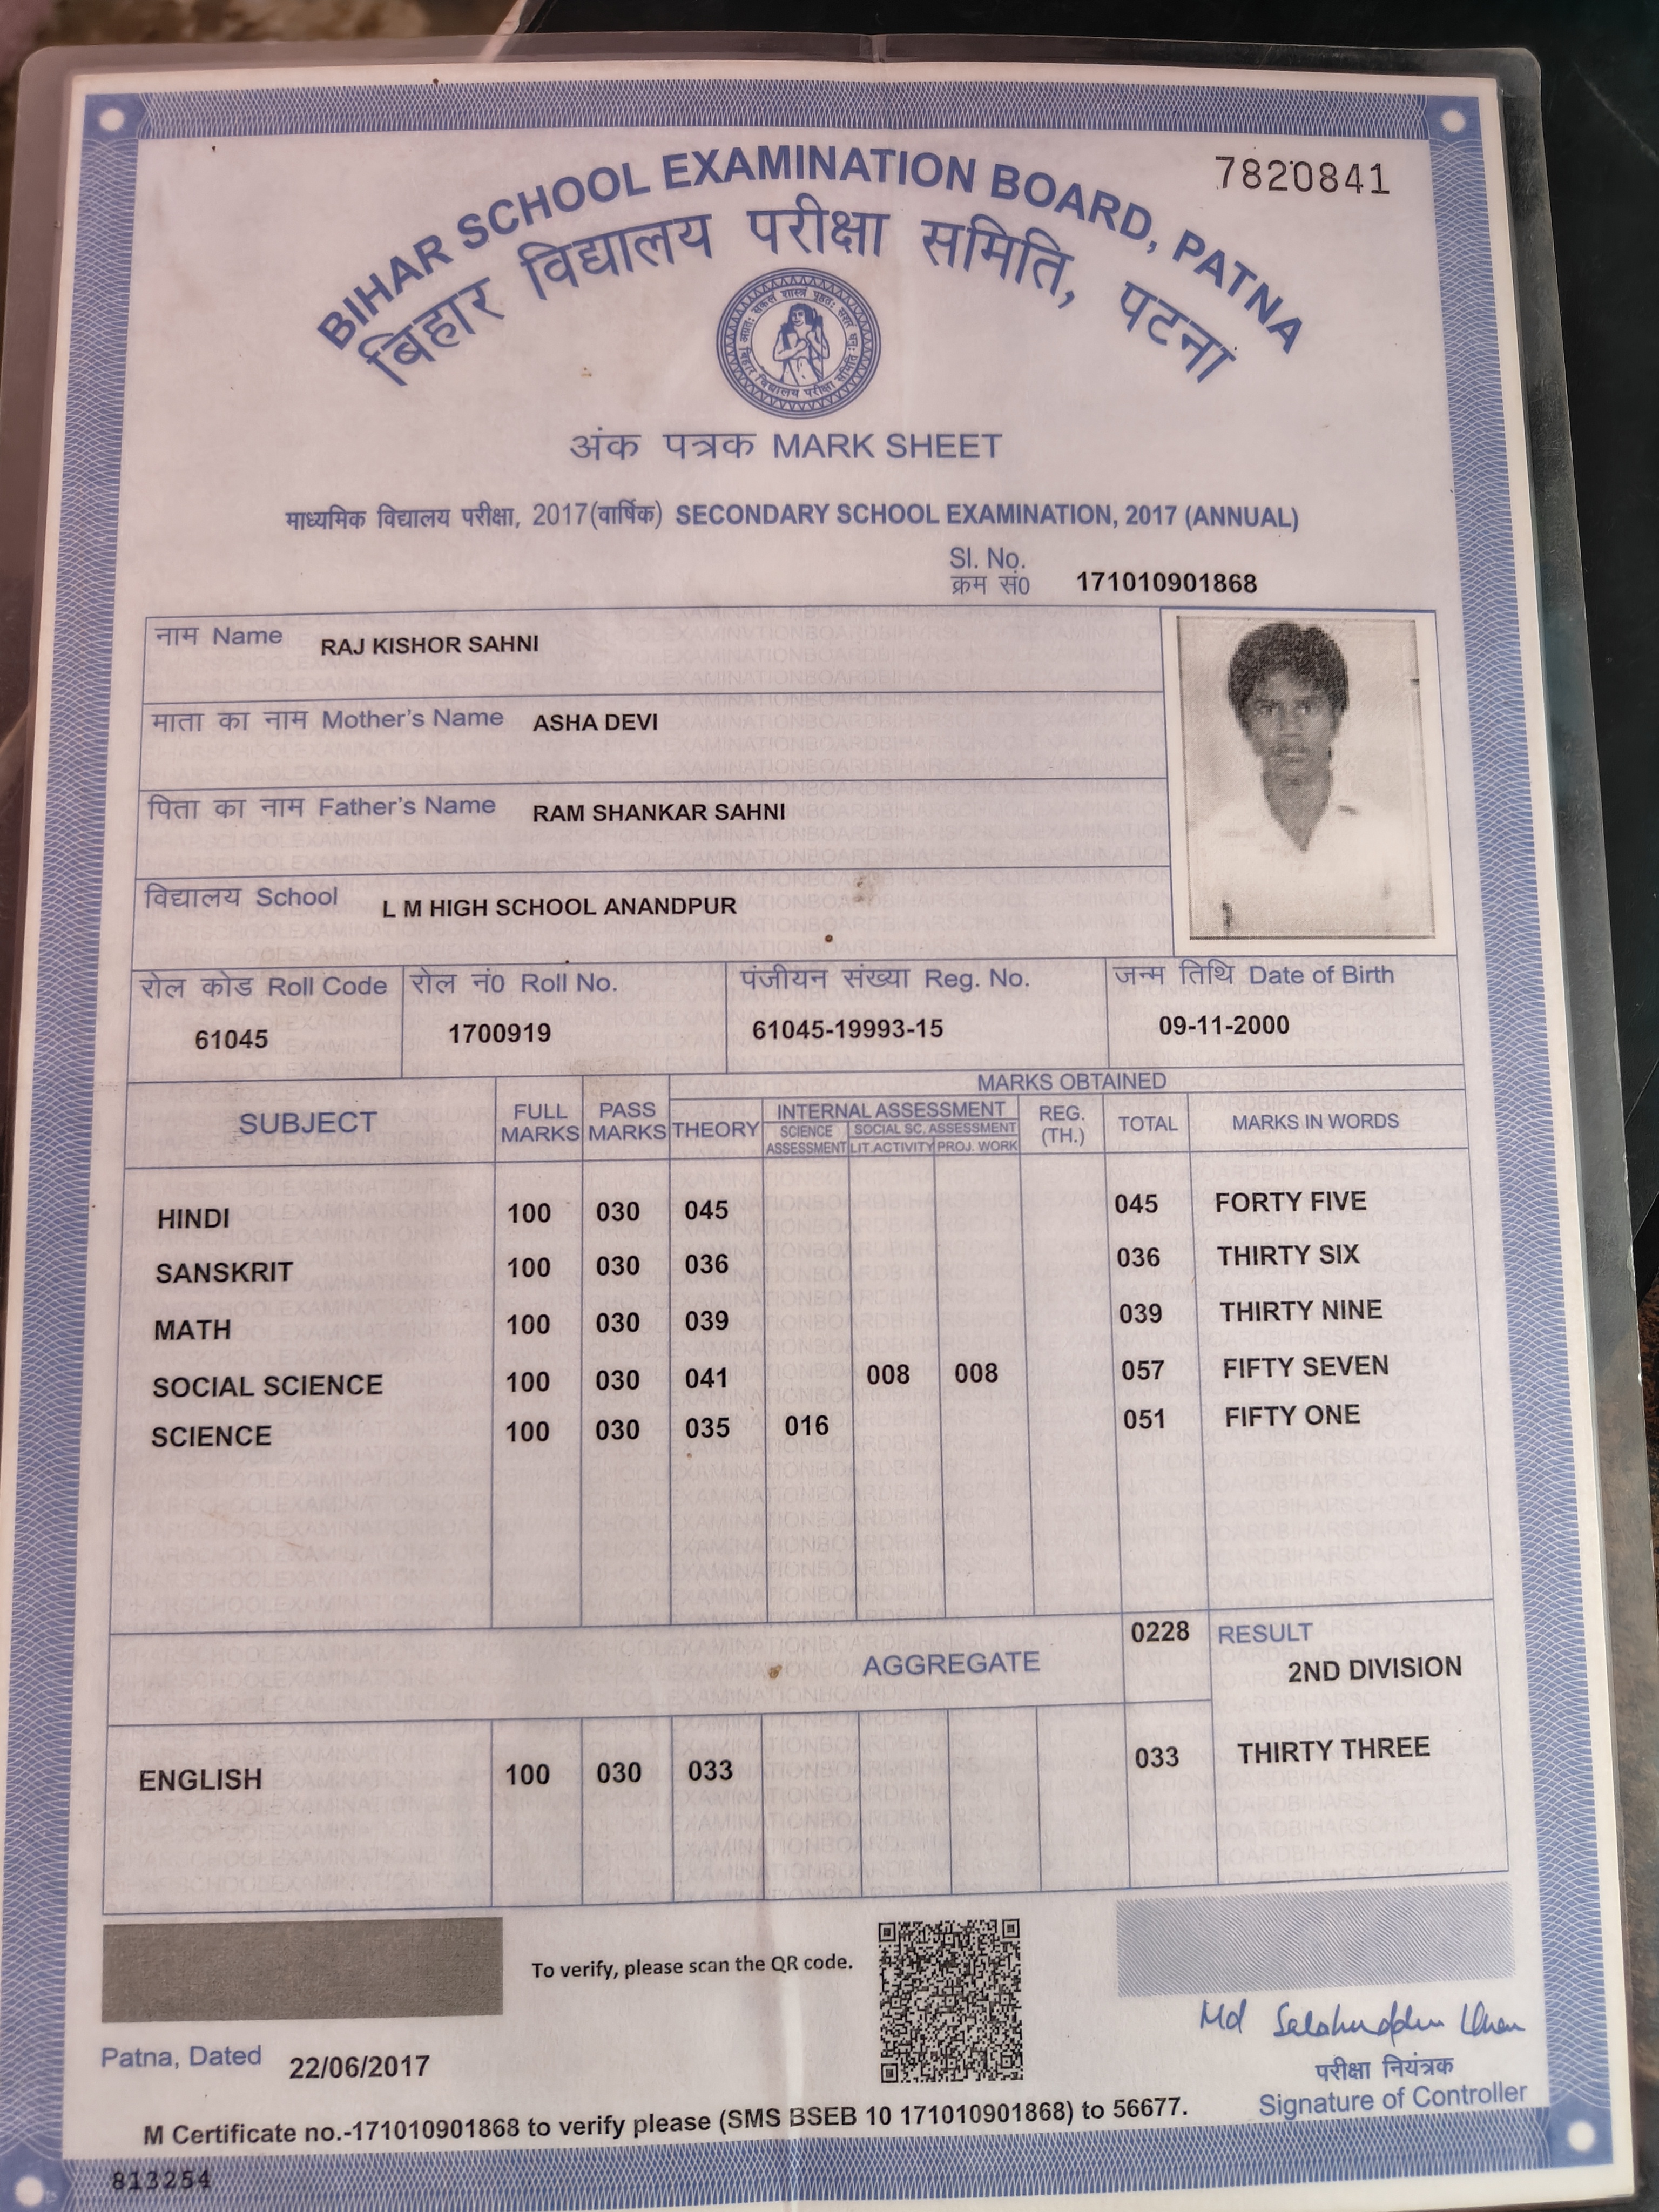 7820841
BIHAR SCHOOL EXAMINATION BOARD, PATNA
बिहार विद्यालय परीक्षा समिति, पटना
अंक पत्रक MARK SHEET
माध्यमिक विद्यालय परीक्षा, 2017(वार्षिक) SECONDARY SCHOOL EXAMINATION, 2017 (ANNUAL)
Sl. No.
क्रम सं0 171010901868
नाम Name RAJ KISHOR SAHNI
माता का नाम Mother's Name ASHA DEVI
पिता का नाम Father's Name RAM SHANKAR SAHNI
विद्यालय School L M HIGH SCHOOL ANANDPUR
रोल कोड Roll Code रोल नं0 Roll No. पंजीयन संख्या Reg. No. जन्म तिथि Date of Birth
61045 1700919 61045-19993-15 09-11-2000
MARKS OBTAINED
SUBJECT FULL MARKS PASS MARKS THEORY INTERNAL ASSESSMENT REG. (TH.) TOTAL MARKS IN WORDS
SCIENCE ASSESSMENT SOCIAL SC. ASSESSMENT
LIT.ACTIVITY PROJ. WORK
HINDI 100 030 045 045 FORTY FIVE
SANSKRIT 100 030 036 036 THIRTY SIX
MATH 100 030 039 039 THIRTY NINE
SOCIAL SCIENCE 100 030 041 008 008 057 FIFTY SEVEN
SCIENCE 100 030 035 016 051 FIFTY ONE
AGGREGATE 0228 RESULT
2ND DIVISION
ENGLISH 100 030 033 033 THIRTY THREE
To verify, please scan the QR code.
Md Salahuddin Khan
Patna, Dated 22/06/2017
परीक्षा नियंत्रक
Signature of Controller
M Certificate no.-171010901868 to verify please (SMS BSEB 10 171010901868) to 56677.
813254